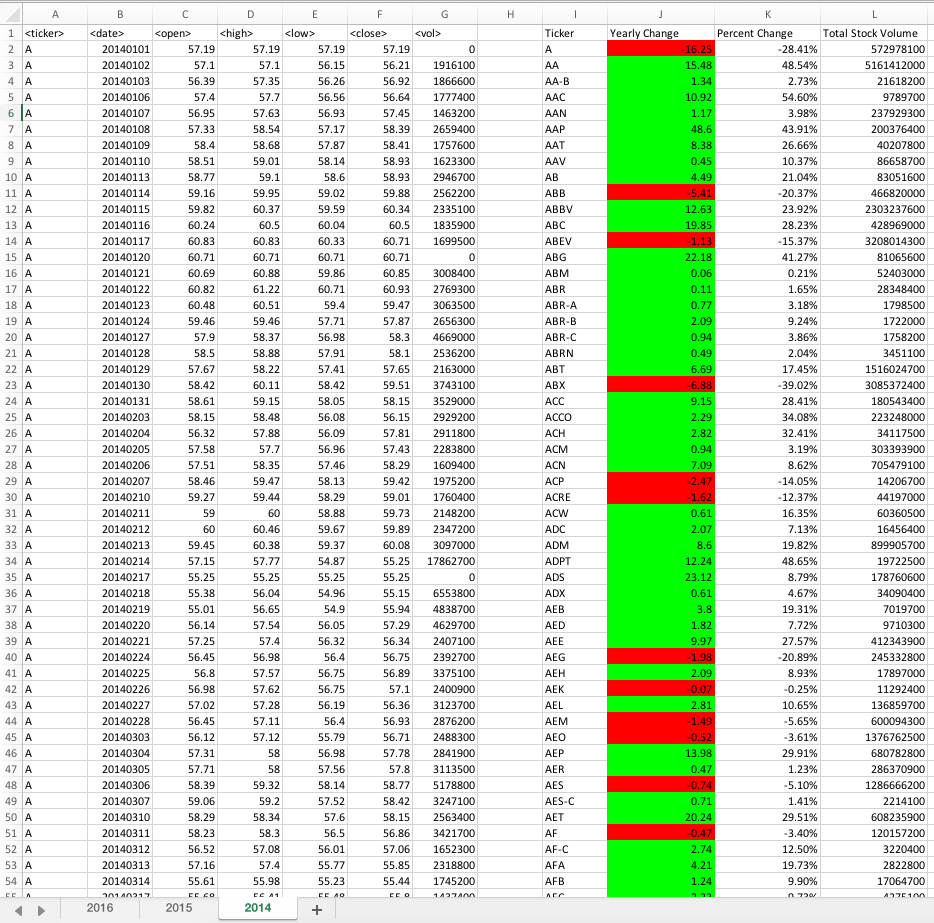 A B C D E F G H I J K L
1 <ticker> <date> <open> <high> <low> <close> <vol> Ticker Yearly Change Percent Change Total Stock Volume
2 A 20140101 57.19 57.19 57.19 57.19 0 A -16.25 -28.41% 572978100
3 A 20140102 57.1 57.1 56.15 56.21 1916100 AA 15.48 48.54% 5161412000
4 A 20140103 56.39 57.35 56.26 56.92 1866600 AA-B 1.34 2.73% 21618200
5 A 20140106 57.4 57.7 56.56 56.64 1777400 AAC 10.92 54.60% 9789700
6 A 20140107 56.95 57.63 56.93 57.45 1463200 AAN 1.17 3.98% 237929300
7 A 20140108 57.33 58.54 57.17 58.39 2659400 AAP 48.6 43.91% 200376400
8 A 20140109 58.4 58.68 57.87 58.41 1757600 AAT 8.38 26.66% 40207800
9 A 20140110 58.51 59.01 58.14 58.93 1623300 AAV 0.45 10.37% 86658700
10 A 20140113 58.77 59.1 58.6 58.93 2946700 AB 4.49 21.04% 83051600
11 A 20140114 59.16 59.95 59.02 59.88 2562200 ABB -5.41 -20.37% 466820000
12 A 20140115 59.82 60.37 59.59 60.34 2335100 ABBV 12.63 23.92% 2303237600
13 A 20140116 60.24 60.5 60.04 60.5 1835900 ABC 19.85 28.23% 428969000
14 A 20140117 60.83 60.83 60.33 60.71 1699500 ABEV -1.13 -15.37% 3208014300
15 A 20140120 60.71 60.71 60.71 60.71 0 ABG 22.18 41.27% 81065600
16 A 20140121 60.69 60.88 59.86 60.85 3008400 ABM 0.06 0.21% 52403000
17 A 20140122 60.82 61.22 60.71 60.93 2769300 ABR 0.11 1.65% 28348400
18 A 20140123 60.48 60.51 59.4 59.47 3063500 ABR-A 0.77 3.18% 1798500
19 A 20140124 59.46 59.46 57.71 57.87 2656300 ABR-B 2.09 9.24% 1722000
20 A 20140127 57.9 58.37 56.98 58.3 4669000 ABR-C 0.94 3.86% 1758200
21 A 20140128 58.5 58.88 57.91 58.1 2536200 ABRN 0.49 2.04% 3451100
22 A 20140129 57.67 58.22 57.41 57.65 2163000 ABT 6.69 17.45% 1516024700
23 A 20140130 58.42 60.11 58.42 59.51 3743100 ABX -6.88 -39.02% 3085372400
24 A 20140131 58.61 59.15 58.05 58.15 3529000 ACC 9.15 28.41% 180543400
25 A 20140203 58.15 58.48 56.08 56.15 2929200 ACCO 2.29 34.08% 223248000
26 A 20140204 56.32 57.88 56.09 57.81 2911800 ACH 2.82 32.41% 34117500
27 A 20140205 57.58 57.7 56.96 57.43 2283800 ACM 0.94 3.19% 303393900
28 A 20140206 57.51 58.35 57.46 58.29 1609400 ACN 7.09 8.62% 705479100
29 A 20140207 58.46 59.47 58.13 59.42 1975200 ACP -2.47 -14.05% 14206700
30 A 20140210 59.27 59.44 58.29 59.01 1760400 ACRE -1.62 -12.37% 44197000
31 A 20140211 59 60 58.88 59.73 2148200 ACW 0.61 16.35% 60360500
32 A 20140212 60 60.46 59.67 59.89 2347200 ADC 2.07 7.13% 16456400
33 A 20140213 59.45 60.38 59.37 60.08 3097000 ADM 8.6 19.82% 899905700
34 A 20140214 57.15 57.77 54.87 55.25 17862700 ADPT 12.24 48.65% 19722500
35 A 20140217 55.25 55.25 55.25 55.25 0 ADS 23.12 8.79% 178760600
36 A 20140218 55.38 56.04 54.96 55.15 6553800 ADX 0.61 4.67% 34090400
37 A 20140219 55.01 56.65 54.9 55.94 4838700 AEB 3.8 19.31% 7019700
38 A 20140220 56.14 57.54 56.05 57.29 4629700 AED 1.82 7.72% 9710300
39 A 20140221 57.25 57.4 56.32 56.34 2407100 AEE 9.97 27.57% 412343900
40 A 20140224 56.45 56.98 56.4 56.75 2392700 AEG -1.98 -20.89% 245332800
41 A 20140225 56.8 57.57 56.75 56.89 3375100 AEH 2.09 8.93% 17897000
42 A 20140226 56.98 57.62 56.75 57.1 2400900 AEK -0.07 -0.25% 11292400
43 A 20140227 57.02 57.28 56.19 56.36 3123700 AEL 2.81 10.65% 136859700
44 A 20140228 56.45 57.11 56.4 56.93 2876200 AEM -1.49 -5.65% 600094300
45 A 20140303 56.12 57.12 55.79 56.71 2488300 AEO -0.52 -3.61% 1376762500
46 A 20140304 57.31 58 56.98 57.78 2841900 AEP 13.98 29.91% 680782800
47 A 20140305 57.71 58 57.56 57.8 3113500 AER 0.47 1.23% 286370900
48 A 20140306 58.39 59.32 58.14 58.77 5178800 AES -0.74 -5.10% 1286666200
49 A 20140307 59.06 59.2 57.52 58.42 3247100 AES-C 0.71 1.41% 2214100
50 A 20140310 58.29 58.34 57.6 58.15 2563400 AET 20.24 29.51% 608235900
51 A 20140311 58.23 58.3 56.5 56.86 3421700 AF -0.47 -3.40% 120157200
52 A 20140312 56.52 57.08 56.01 57.06 1652300 AF-C 2.74 12.50% 3220400
53 A 20140313 57.16 57.4 55.77 55.85 2318800 AFA 4.21 19.73% 2822800
54 A 20140314 55.61 55.98 55.23 55.44 1745200 AFB 1.24 9.90% 17064700
2016 2015 2014 +